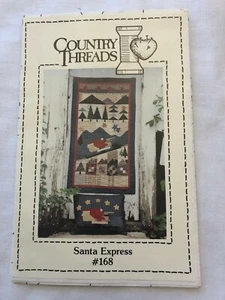 COUNTRY
THREADS
Santa Express
#168